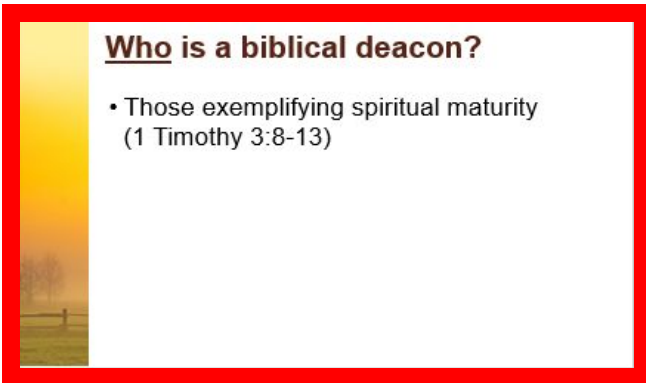 Who is a biblical deacon?
• Those exemplifying spiritual maturity
(1 Timothy 3:8-13)